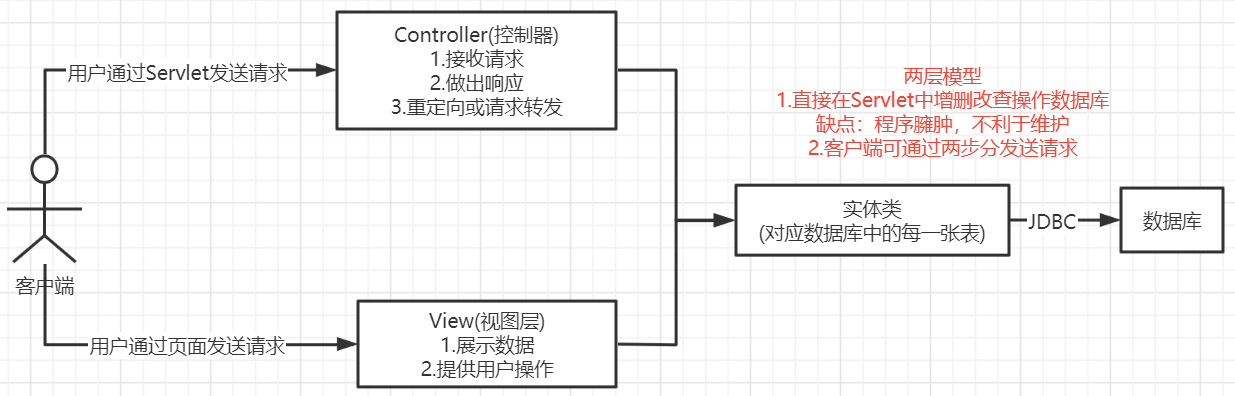 Controller(控制器)
1.接收请求
2.做出响应
3.重定向或请求转发
用户通过Servlet发送请求
两层模型
1.直接在Servlet中增删改查操作数据库
缺点：程序臃肿，不利于维护
2.客户端可通过两步分发送请求
实体类
(对应数据库中的每一张表)
JDBC
数据库
客户端
用户通过页面发送请求
View(视图层)
1.展示数据
2.提供用户操作